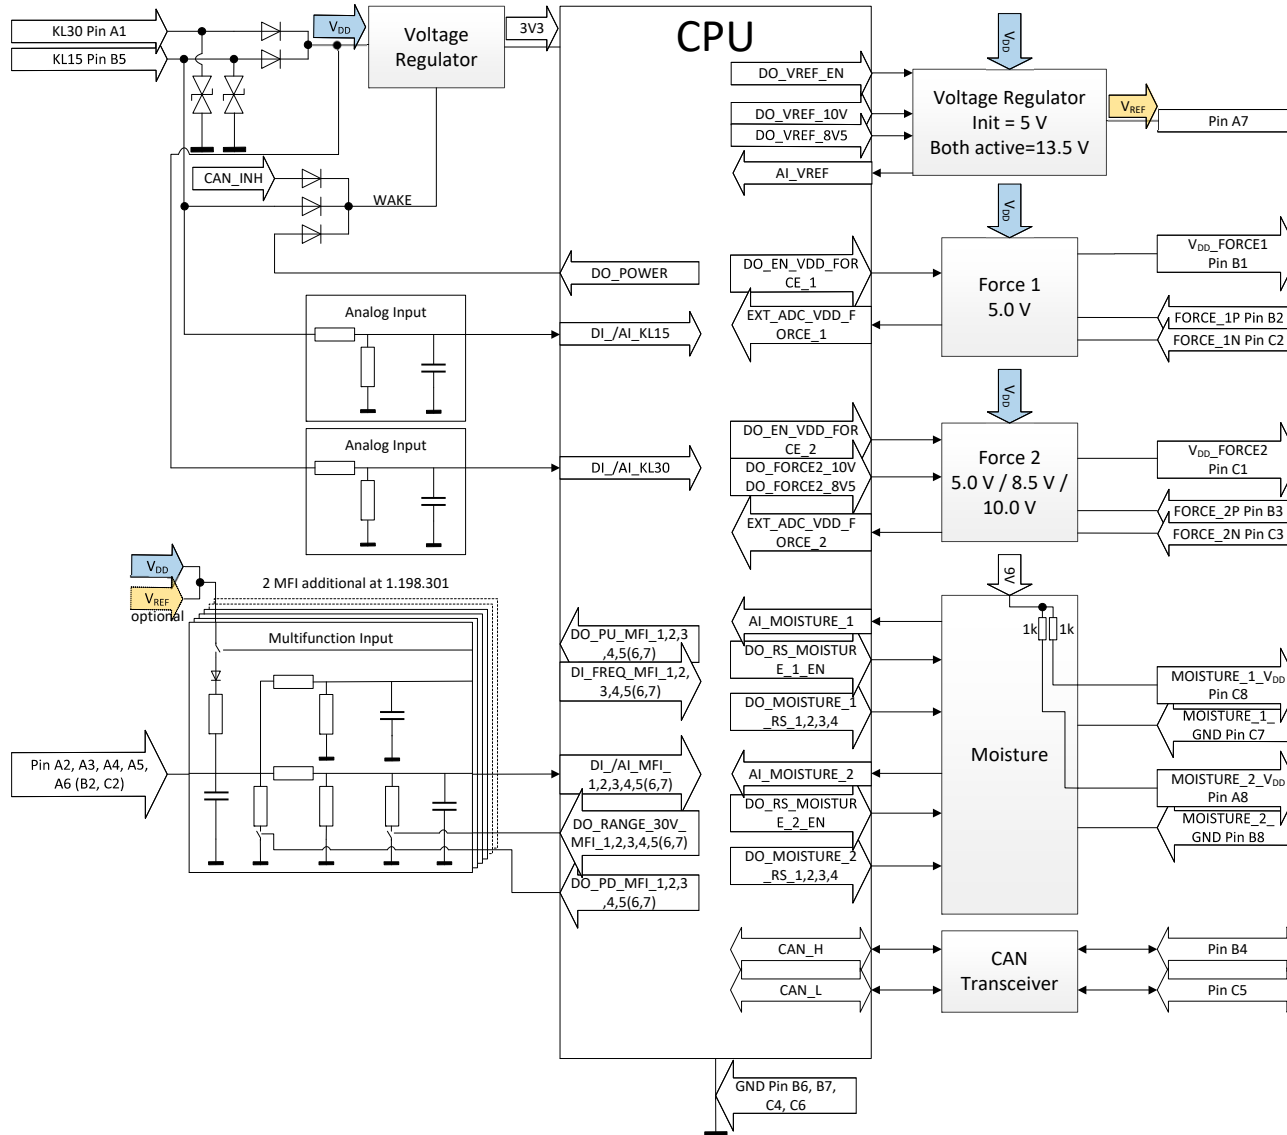 KL30 Pin A1
KL15 Pin B5
VDD
Voltage
Regulator
3V3
CPU
CAN_INH
WAKE
DO_POWER
Analog Input
DI_/AI_KL15
Analog Input
DI_/AI_KL30
VDD
VREF
optional
2 MFI additional at 1.198.301
Multifunction Input
Pin A2, A3, A4, A5,
A6 (B2, C2)
DO_PU_MFI_1,2,3
,4,5(6,7)
DI_FREQ_MFI_1,2,
3,4,5(6,7)
DI_/AI_MFI_
1,2,3,4,5(6,7)
DO_RANGE_30V_
MFI_1,2,3,4,5(6,7)
DO_PD_MFI_1,2,3
,4,5(6,7)
DO_VREF_EN
DO_VREF_10V
DO_VREF_8V5
AI_VREF
VDD
Voltage Regulator
Init = 5 V
Both active=13.5 V
VREF
Pin A7
DO_EN_VDD_FOR
CE_1
EXT_ADC_VDD_F
ORCE_1
VDD
Force 1
5.0 V
VDD_FORCE1
Pin B1
FORCE_1P Pin B2
FORCE_1N Pin C2
DO_EN_VDD_FOR
CE_2
DO_FORCE2_10V
DO_FORCE2_8V5
EXT_ADC_VDD_F
ORCE_2
VDD
Force 2
5.0 V / 8.5 V /
10.0 V
VDD_FORCE2
Pin C1
FORCE_2P Pin B3
FORCE_2N Pin C3
AI_MOISTURE_1
DO_RS_MOISTUR
E_1_EN
DO_MOISTURE_1
_RS_1,2,3,4
AI_MOISTURE_2
DO_RS_MOISTUR
E_2_EN
DO_MOISTURE_2
_RS_1,2,3,4
9V
1k
1k
Moisture
MOISTURE_1_VDD
Pin C8
MOISTURE_1_
GND Pin C7
MOISTURE_2_VDD
Pin A8
MOISTURE_2_
GND Pin B8
CAN_H
CAN_L
CAN
Transceiver
Pin B4
Pin C5
GND Pin B6, B7,
C4, C6